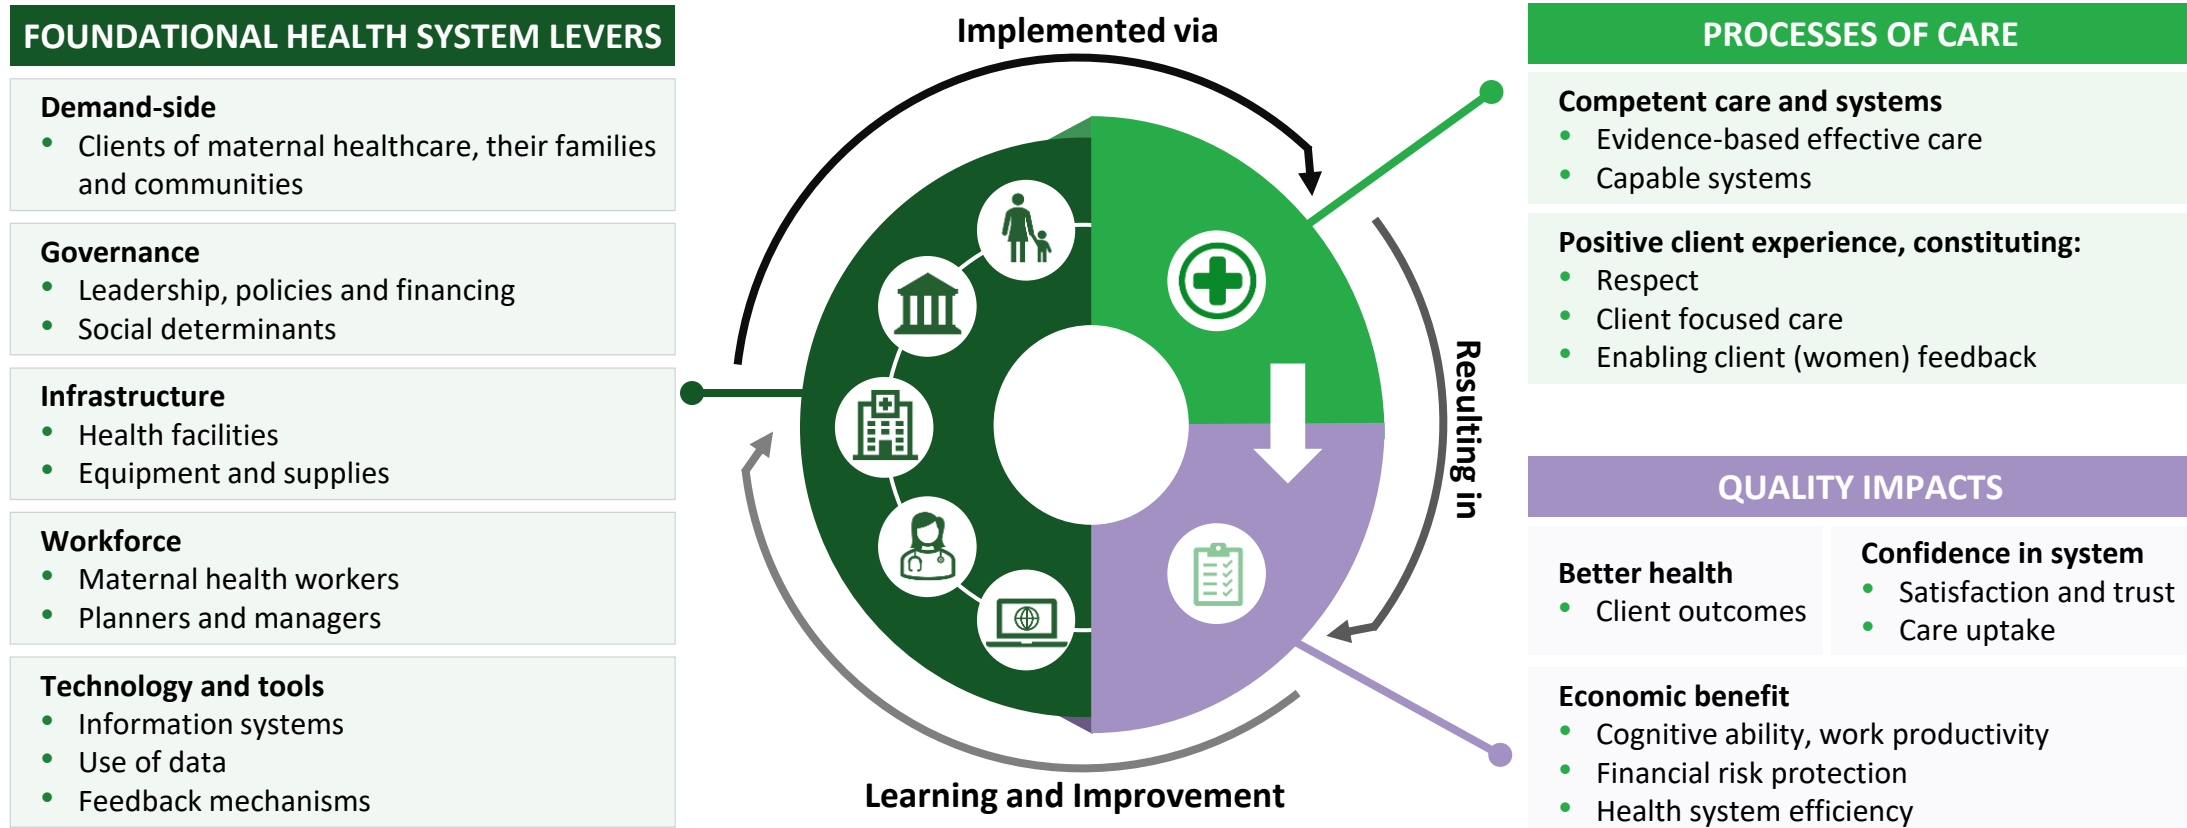 FOUNDATIONAL HEALTH SYSTEM LEVERS
Demand-side
• Clients of maternal healthcare, their families
and communities
Governance
• Leadership, policies and financing
• Social determinants
Infrastructure
• Health facilities
• Equipment and supplies
Workforce
• Maternal health workers
• Planners and managers
Technology and tools
• Information systems
• Use of data
• Feedback mechanisms
Implemented via
Resulting in
Learning and Improvement
PROCESSES OF CARE
Competent care and systems
• Evidence-based effective care
• Capable systems
Positive client experience, constituting:
• Respect
• Client focused care
• Enabling client (women) feedback
QUALITY IMPACTS
Better health
• Client outcomes
Confidence in system
• Satisfaction and trust
• Care uptake
Economic benefit
• Cognitive ability, work productivity
• Financial risk protection
• Health system efficiency